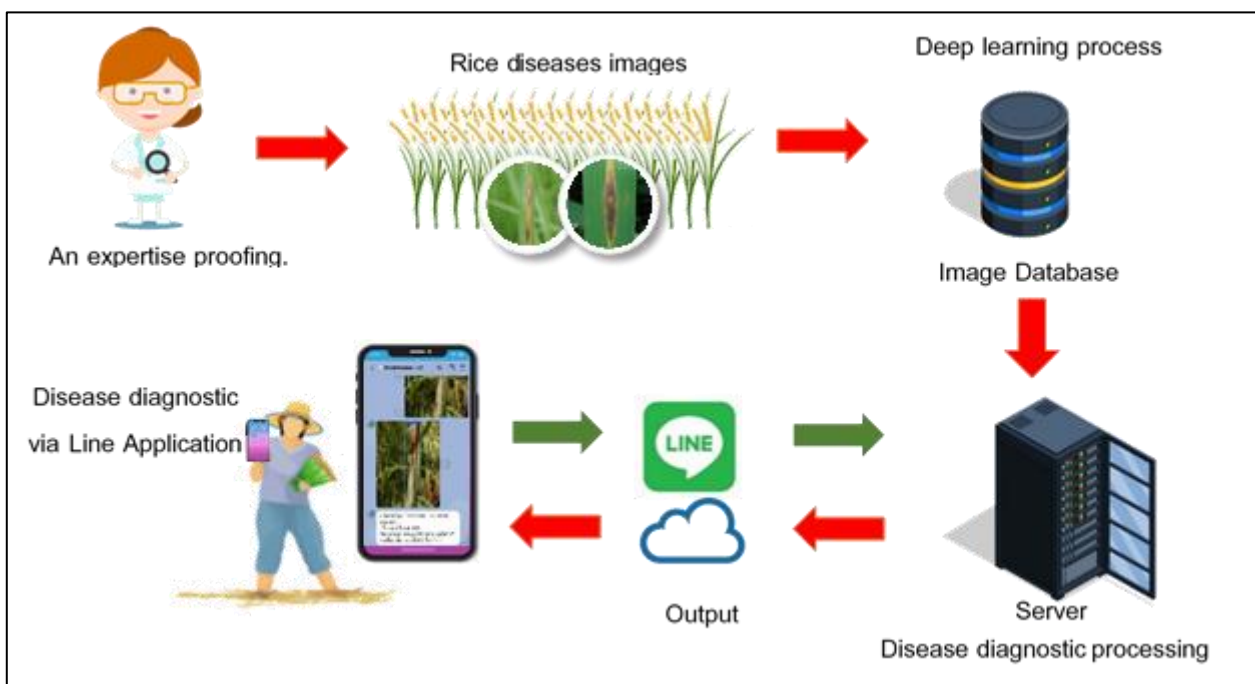 Deep learning process
Rice diseases images
An expertise proofing.
Image Database
Disease diagnostic
via Line Application
LINE
Output
Server
Disease diagnostic processing